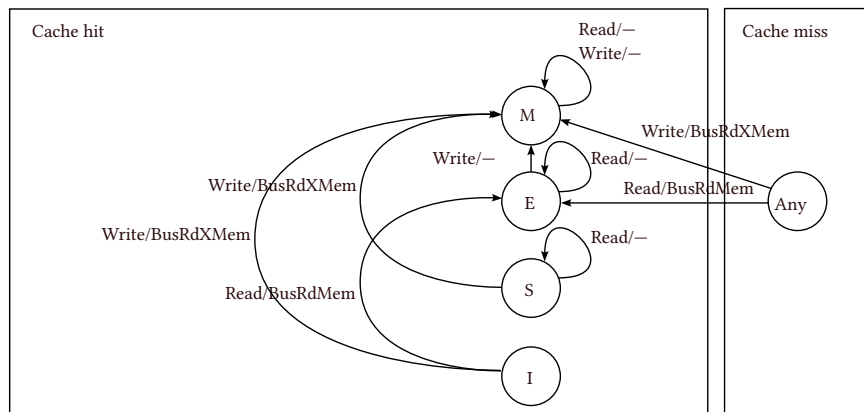 Cache hit
Cache miss
Read/—
Write/—
M
Write/BusRdXMem
Write/—
Read/—
Write/BusRdXMem
Read/BusRdMem
E
Any
Write/BusRdXMem
Read/—
Read/BusRdMem
S
I